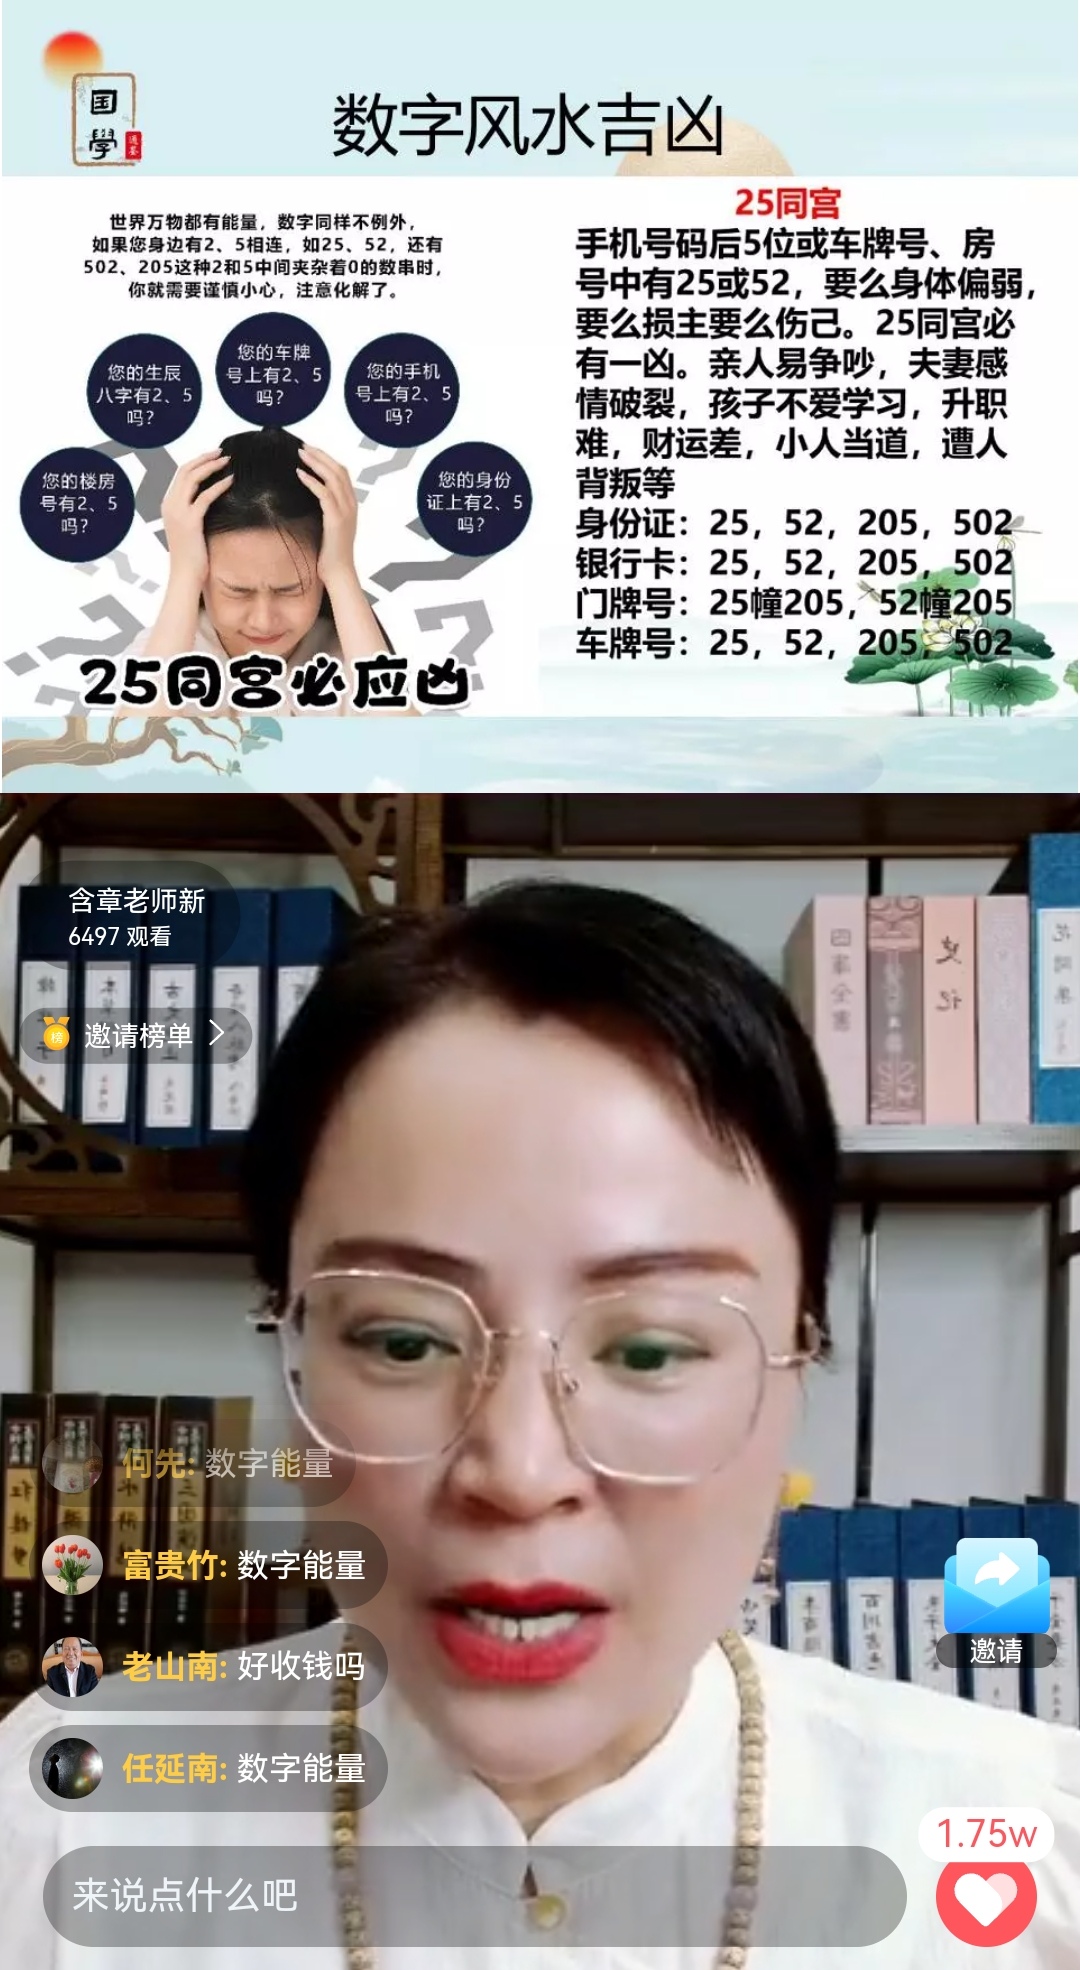 国
學
数字风水吉凶
世界万物都有能量，数字同样不例外，
如果您身边有2、5相连，如25、52，还有
502、205这种2和5中间夹杂着0的数串时，
你就需要谨慎小心，注意化解了。
您的生辰
八字有2、5
吗？
您的车牌
号上有2、5
吗？
您的手机
号上有2、5
吗？
您的楼房
号有2、5
吗？
您的身份
证上有2、5
吗？
25同宫必应凶
25同宫
手机号码后5位或车牌号、房
号中有25或52，要么身体偏弱，
要么损主要么伤己。25同宫必
有一凶。亲人易争吵，夫妻感
情破裂，孩子不爱学习，升职
难，财运差，小人当道，遭人
背叛等
身份证：25，52，205，502
银行卡：25，52，205，502
门牌号：25幢205，52幢205
车牌号：25，52，205，502
含章老师新
6497 观看
榜 邀请榜单
史记
何先: 数字能量
富贵竹: 数字能量
老山南: 好收钱吗
任延南: 数字能量
邀请
1.75w
来说点什么吧